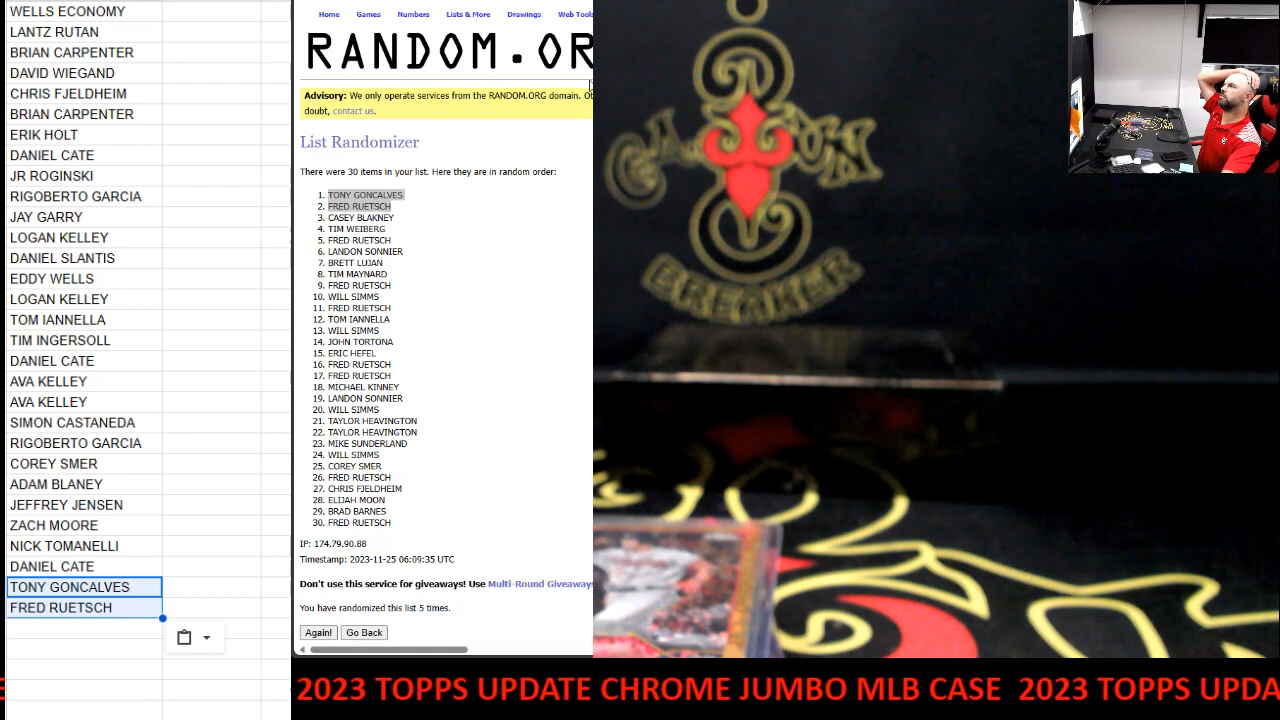 WELLS ECONOMY
LANTZ RUTAN
BRIAN CARPENTER
DAVID WIEGAND
CHRIS FJELDHEIM
BRIAN CARPENTER
ERIK HOLT
DANIEL CATE
JR ROGINSKI
RIGOBERTO GARCIA
JAY GARRY
LOGAN KELLEY
DANIEL SLANTIS
EDDY WELLS
LOGAN KELLEY
TOM IANNELLA
TIM INGERSOLL
DANIEL CATE
AVA KELLEY
AVA KELLEY
SIMON CASTANEDA
RIGOBERTO GARCIA
COREY SMER
ADAM BLANEY
JEFFREY JENSEN
ZACH MOORE
NICK TOMANELLI
DANIEL CATE
TONY GONCALVES
FRED RUETSCH
Home Games Numbers Lists & More Drawings Web Tools
RANDOM.OR
Advisory: We only operate services from the RANDOM.ORG domain. Ot
doubt, contact us.
List Randomizer
There were 30 items in your list. Here they are in random order:
1. TONY GONCALVES
2. FRED RUETSCH
3. CASEY BLAKNEY
4. TIM WEIBERG
5. FRED RUETSCH
6. LANDON SONNIER
7. BRETT LUJAN
8. TIM MAYNARD
9. FRED RUETSCH
10. WILL SIMMS
11. FRED RUETSCH
12. TOM IANNELLA
13. WILL SIMMS
14. JOHN TORTONA
15. ERIC HEFEL
16. FRED RUETSCH
17. FRED RUETSCH
18. MICHAEL KINNEY
19. LANDON SONNIER
20. WILL SIMMS
21. TAYLOR HEAVINGTON
22. TAYLOR HEAVINGTON
23. MIKE SUNDERLAND
24. WILL SIMMS
25. COREY SMER
26. FRED RUETSCH
27. CHRIS FJELDHEIM
28. ELIJAH MOON
29. BRAD BARNES
30. FRED RUETSCH
IP: 174.79.90.88
Timestamp: 2023-11-25 06:09:35 UTC
Don't use this service for giveaways! Use Multi-Round Giveaways
You have randomized this list 5 times.
Again! Go Back
CAJUN
BREAKER
2023 TOPPS UPDATE CHROME JUMBO MLB CASE 2023 TOPPS UPDA